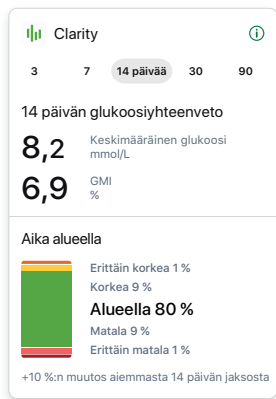 Clarity
3 7 14 päivää 30 90
14 päivän glukoosiyhteenveto
8,2 Keskimääräinen glukoosi
mmol/L
6,9 GMI
%
Aika alueella
Erittäin korkea 1 %
Korkea 9 %
Alueella 80 %
Matala 9 %
Erittäin matala 1 %
+10 %:n muutos aiemmasta 14 päivän jaksosta